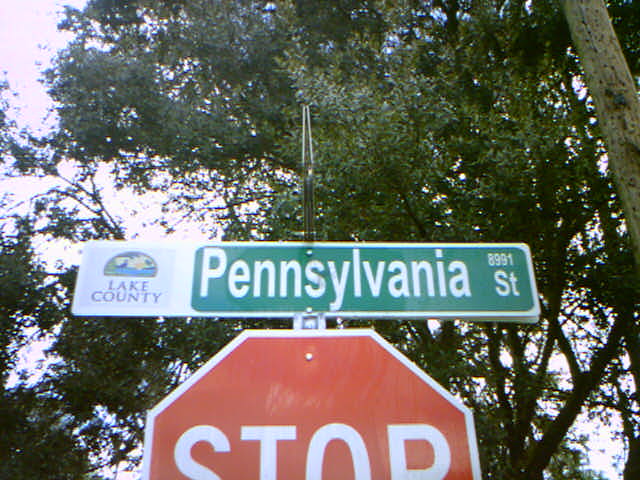 LAKE
COUNTY
Pennsylvania St
8991
STOP